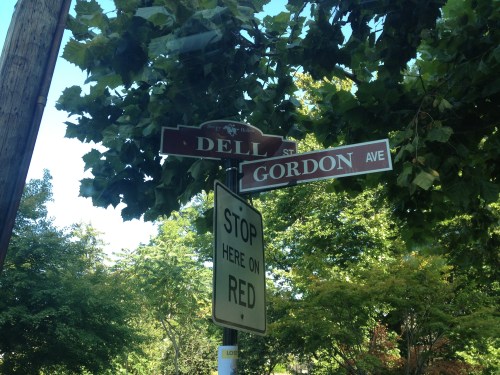 DELL ST
GORDON AVE
STOP
HERE ON
RED